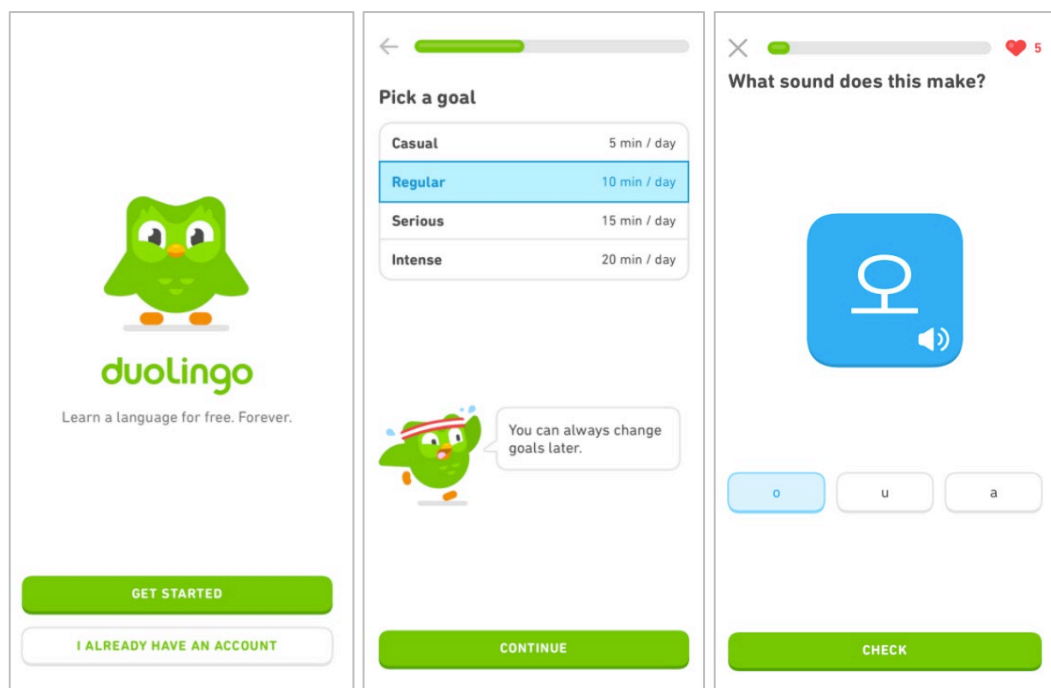 duolingo
Learn a language for free. Forever.
GET STARTED
I ALREADY HAVE AN ACCOUNT
Pick a goal
Casual 5 min / day
Regular 10 min / day
Serious 15 min / day
Intense 20 min / day
You can always change
goals later.
CONTINUE
5
What sound does this make?
오
o u a
CHECK